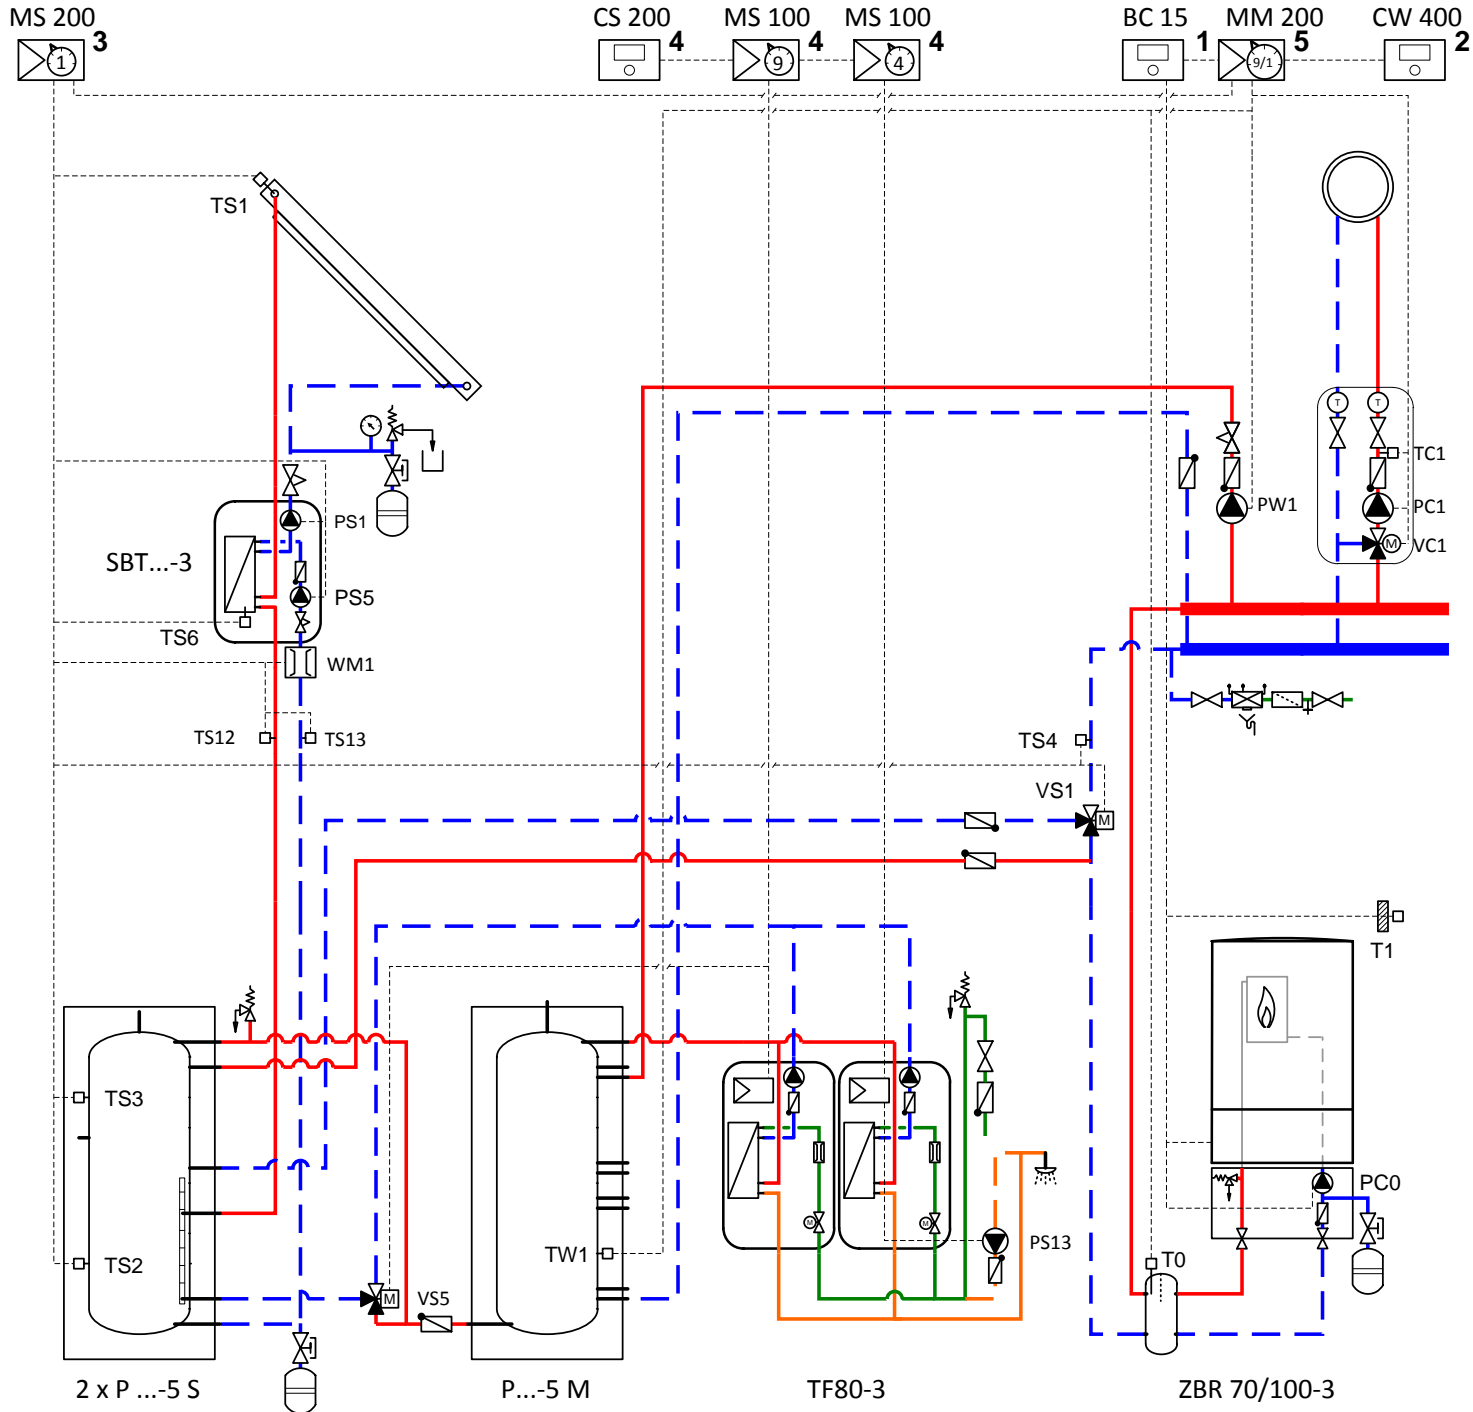 MS 200 CS 200 MS 100 MS 100 BC 15 MM 200 CW 400
3 4 4 4 1 5 2
1 9 4 9/1
TS1
T T
TC1
PS1 PW1 PC1
M
VC1
SBT...-3
PS5
TS6
WM1
TS12 TS13 TS4
VS1
M
T1
TS3
M M
PC0
PS13
TS2 TW1 T0
M VS5
2 x P ...-5 S P...-5 M TF80-3 ZBR 70/100-3